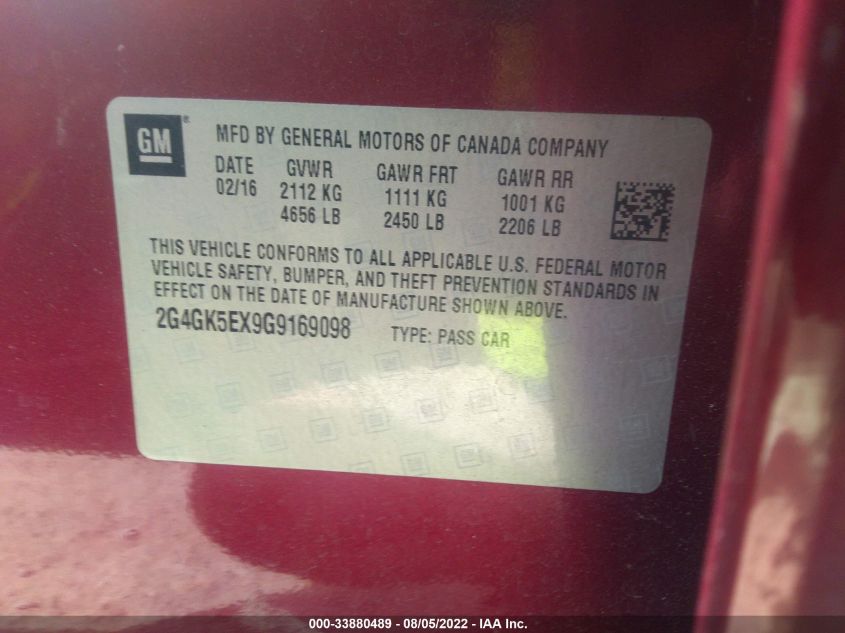 GM®
MFD BY GENERAL MOTORS OF CANADA COMPANY
DATE GVWR GAWR FRT GAWR RR
02/16 2112 KG 1111 KG 1001 KG
4656 LB 2450 LB 2206 LB
THIS VEHICLE CONFORMS TO ALL APPLICABLE U.S. FEDERAL MOTOR
VEHICLE SAFETY, BUMPER, AND THEFT PREVENTION STANDARDS IN
EFFECT ON THE DATE OF MANUFACTURE SHOWN ABOVE.
2G4GK5EX9G9169098 TYPE: PASS CAR
000-33880489 - 08/05/2022 - IAA Inc.